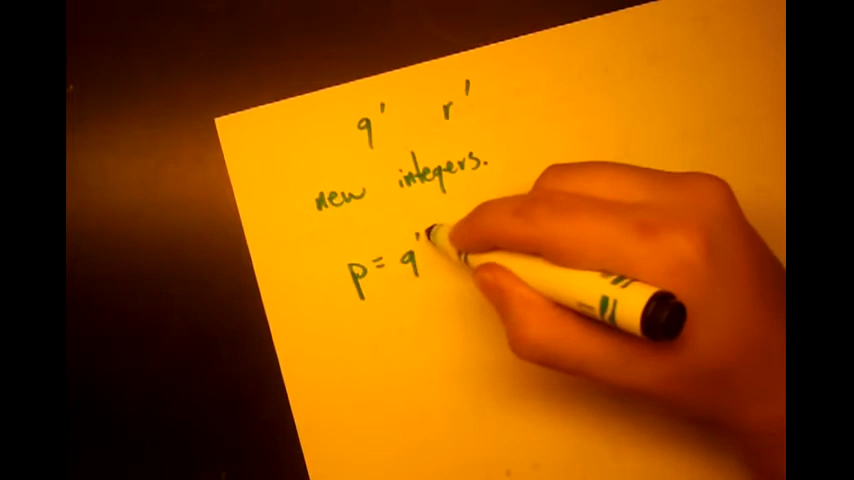 q' r'
new integers.
p = q'